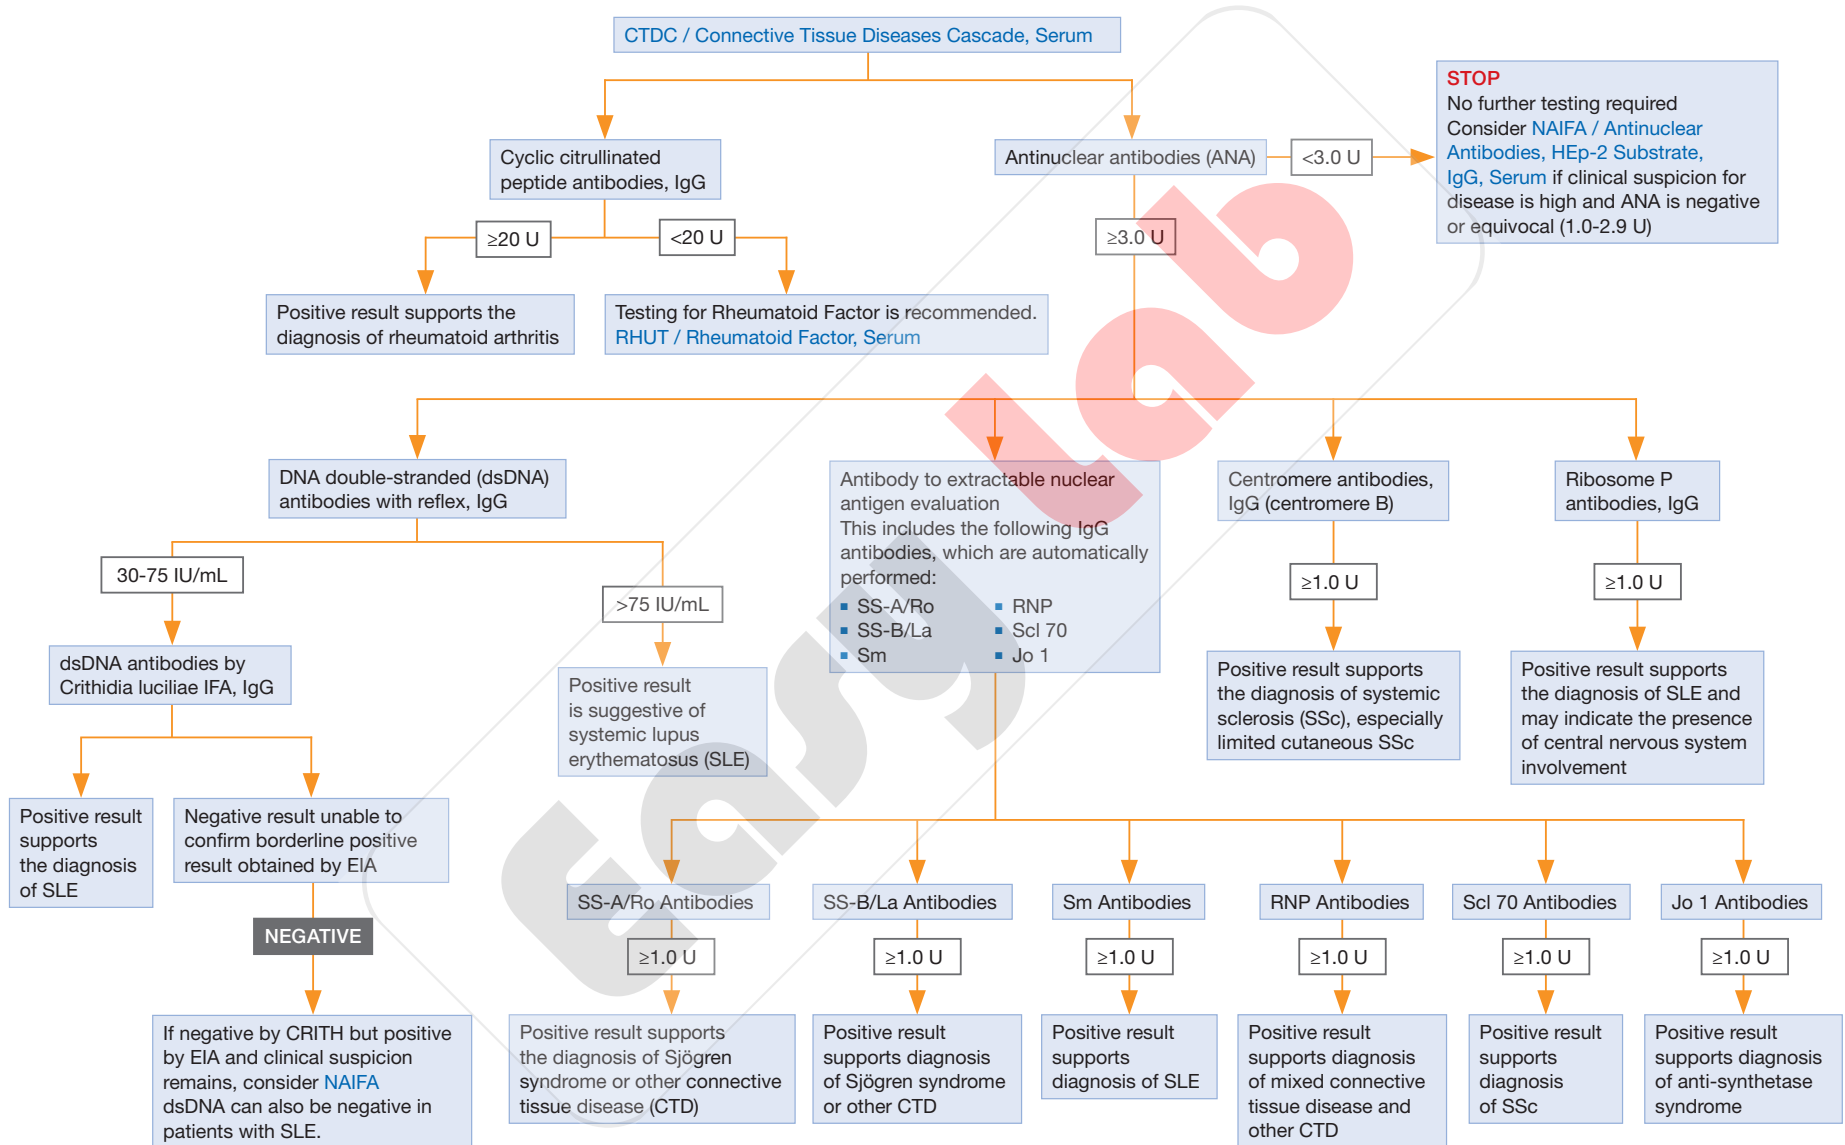 CTDC / Connective Tissue Diseases Cascade, Serum
STOP
No further testing required
Consider NAIFA / Antinuclear
Antibodies, HEp-2 Substrate,
IgG, Serum if clinical suspicion for
disease is high and ANA is negative
or equivocal (1.0-2.9 U)
Cyclic citrullinated
peptide antibodies, IgG
Antinuclear antibodies (ANA)
<3.0 U
≥20 U
<20 U
≥3.0 U
Positive result supports the
diagnosis of rheumatoid arthritis
Testing for Rheumatoid Factor is recommended.
RHUT / Rheumatoid Factor, Serum
DNA double-stranded (dsDNA)
antibodies with reflex, IgG
Antibody to extractable nuclear
antigen evaluation
This includes the following IgG
antibodies, which are automatically
performed:
▪ SS-A/Ro
▪ SS-B/La
▪ Sm
▪ RNP
▪ Scl 70
▪ Jo 1
Centromere antibodies,
IgG (centromere B)
Ribosome P
antibodies, IgG
30-75 IU/mL
>75 IU/mL
≥1.0 U
≥1.0 U
dsDNA antibodies by
Crithidia luciliae IFA, IgG
Positive result
is suggestive of
systemic lupus
erythematosus (SLE)
Positive result supports
the diagnosis of systemic
sclerosis (SSc), especially
limited cutaneous SSc
Positive result supports
the diagnosis of SLE and
may indicate the presence
of central nervous system
involvement
Positive result
supports
the diagnosis
of SLE
Negative result unable to
confirm borderline positive
result obtained by EIA
NEGATIVE
If negative by CRITH but positive
by EIA and clinical suspicion
remains, consider NAIFA
dsDNA can also be negative in
patients with SLE.
SS-A/Ro Antibodies
SS-B/La Antibodies
Sm Antibodies
RNP Antibodies
Scl 70 Antibodies
Jo 1 Antibodies
≥1.0 U
≥1.0 U
≥1.0 U
≥1.0 U
≥1.0 U
≥1.0 U
Positive result supports
the diagnosis of Sjögren
syndrome or other connective
tissue disease (CTD)
Positive result
supports diagnosis
of Sjögren syndrome
or other CTD
Positive result
supports
diagnosis of SLE
Positive result
supports diagnosis
of mixed connective
tissue disease and
other CTD
Positive result
supports
diagnosis
of SSc
Positive result
supports diagnosis
of anti-synthetase
syndrome
Easy lab